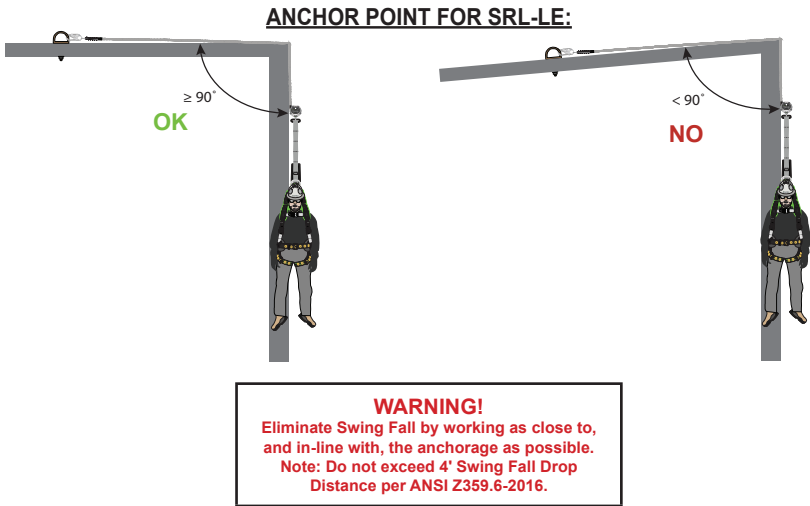 ANCHOR POINT FOR SRL-LE:
≥ 90˚
OK
< 90˚
NO
WARNING!
Eliminate Swing Fall by working as close to,
and in-line with, the anchorage as possible.
Note: Do not exceed 4' Swing Fall Drop
Distance per ANSI Z359.6-2016.